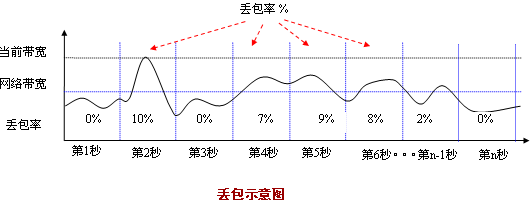 丢包率 %
当前带宽
网络带宽
丢包率
0% 10% 0% 7% 9% 8% 2% 0%
第1秒 第2秒 第3秒 第4秒 第5秒 第6秒···第n-1秒 第n秒
丢包示意图